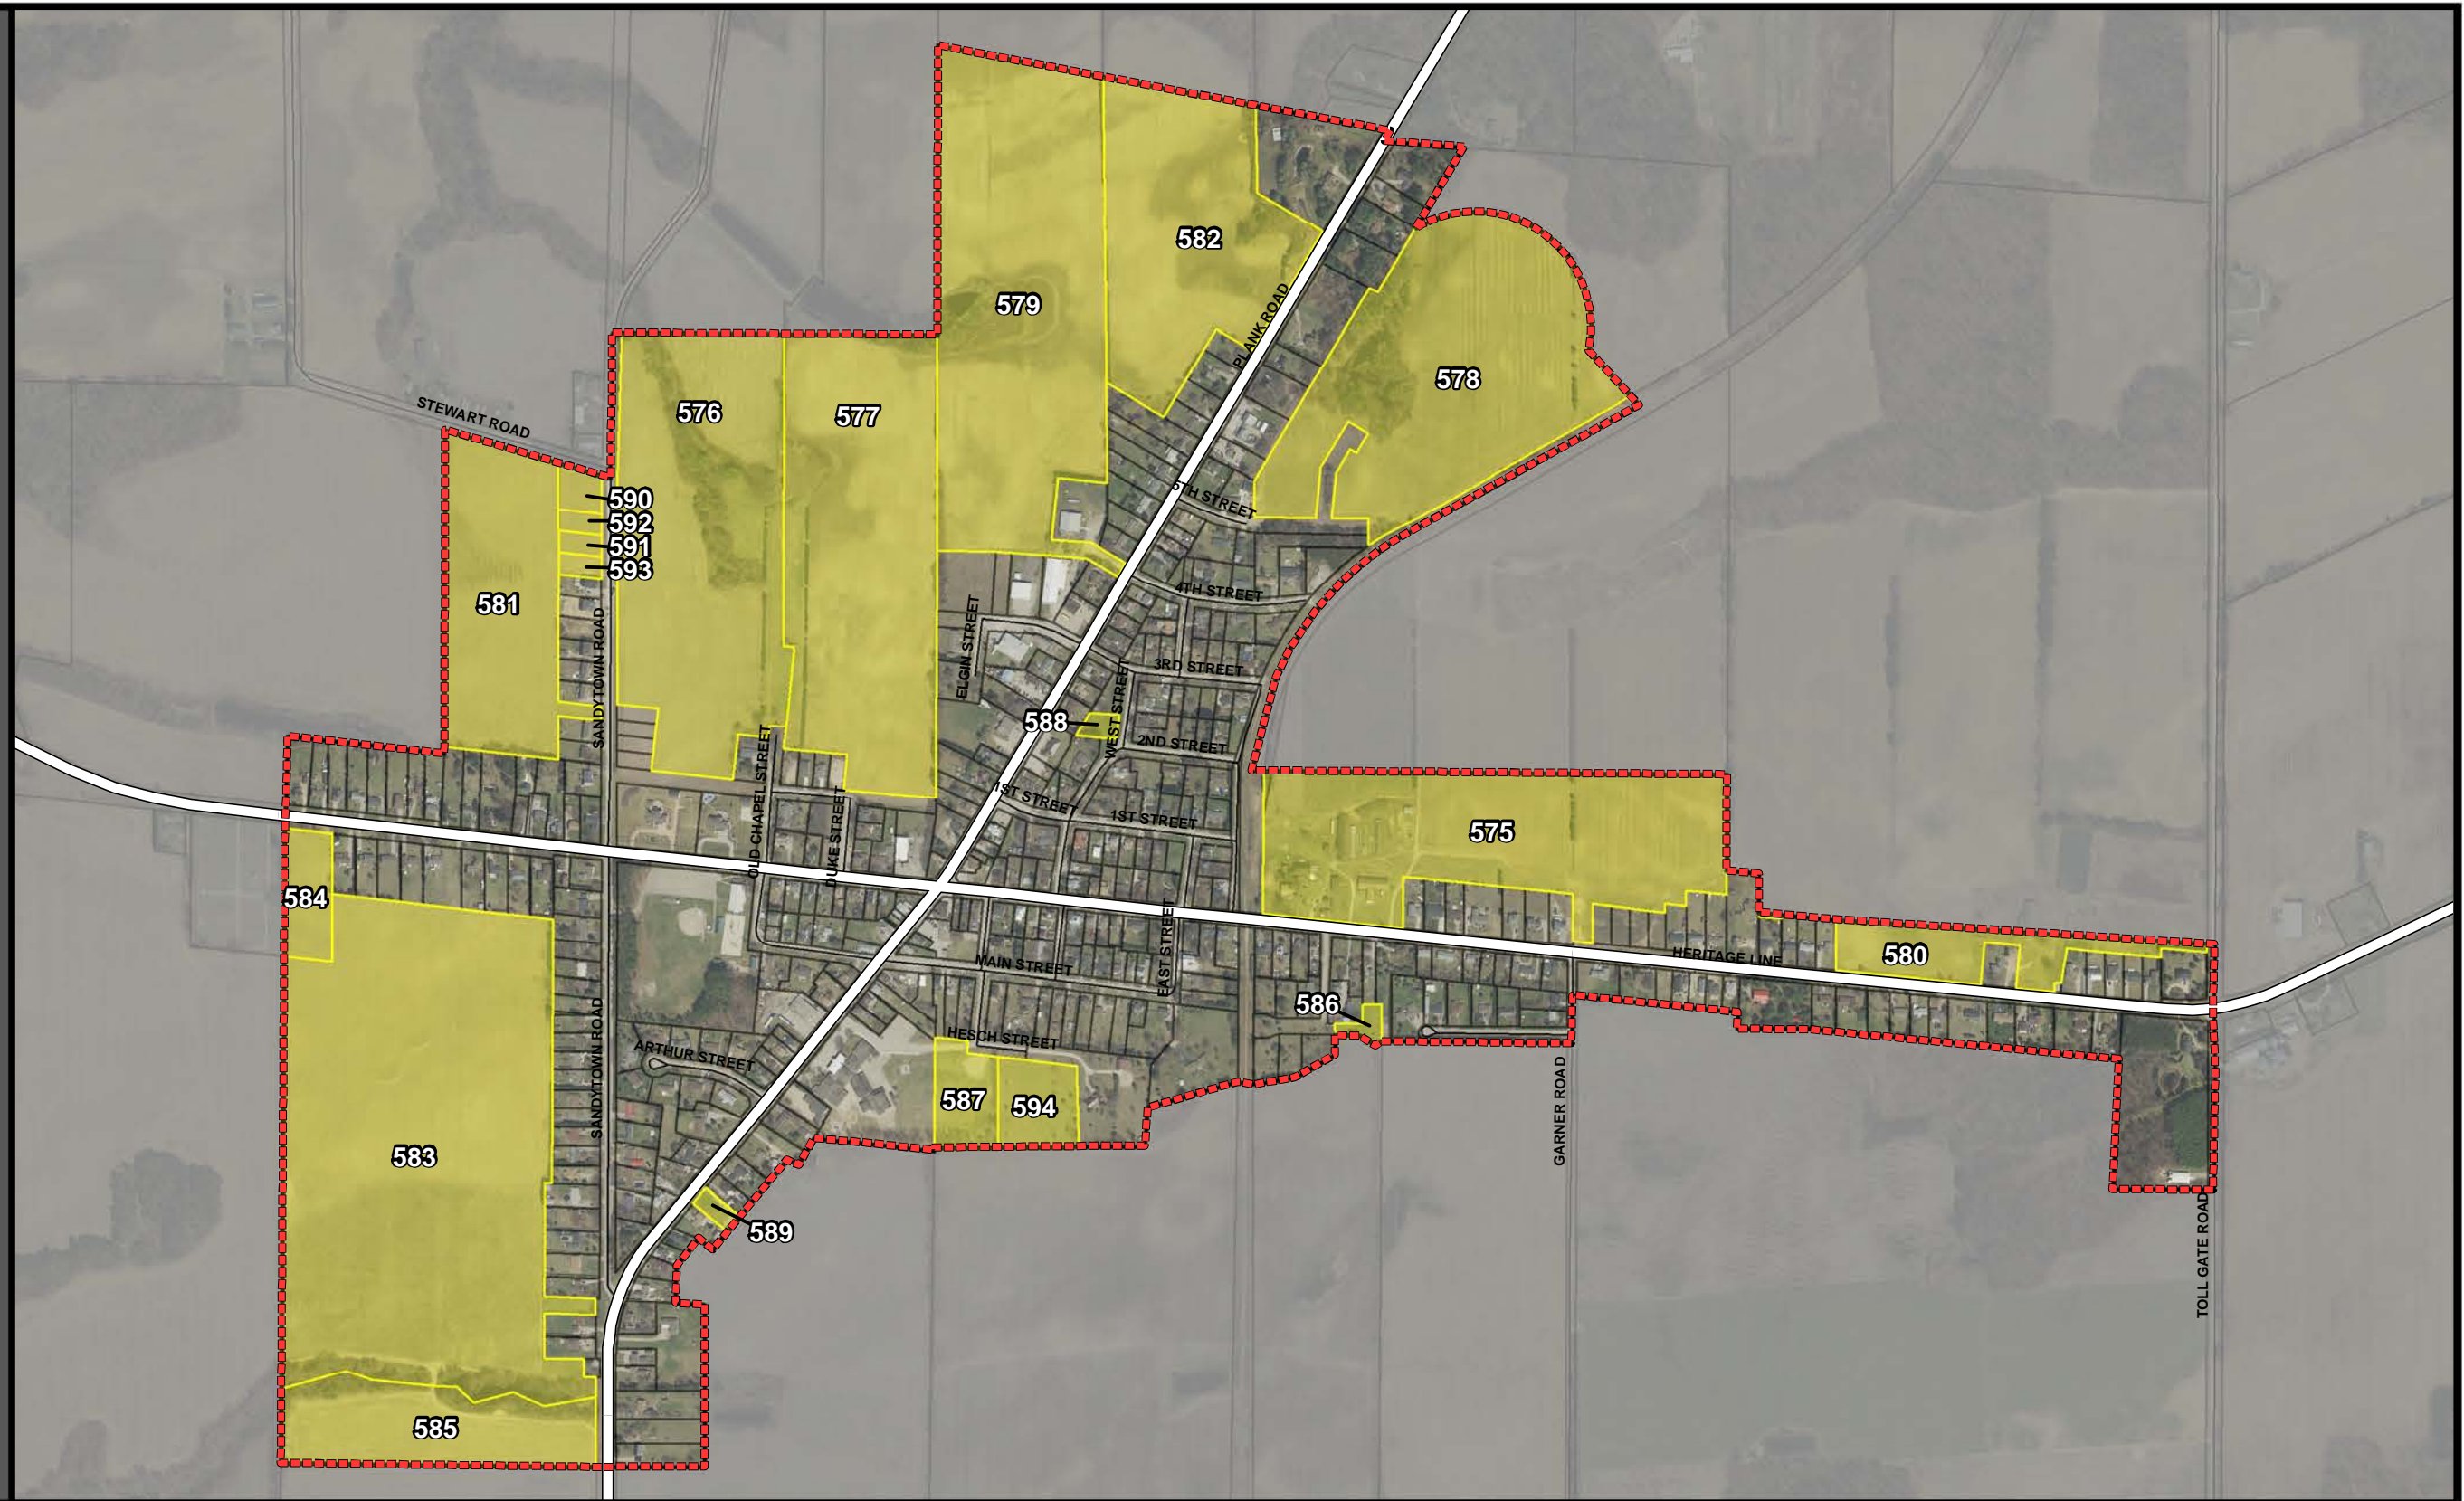 582
PLANK ROAD
579
578
STEWART ROAD
576
577
590
592
591
593
5TH STREET
581
4TH STREET
ELGIN STREET
SANDYTOWN ROAD
3RD STREET
WEST STREET
588
2ND STREET
OLD CHAPEL STREET
1ST STREET
DUKE STREET
1ST STREET
575
584
EAST STREET
MAIN STREET
HERITAGE LINE
580
586
SANDYTOWN ROAD
HESCH STREET
ARTHUR STREET
587
594
GARNER ROAD
583
589
TOLL GATE ROAD
585